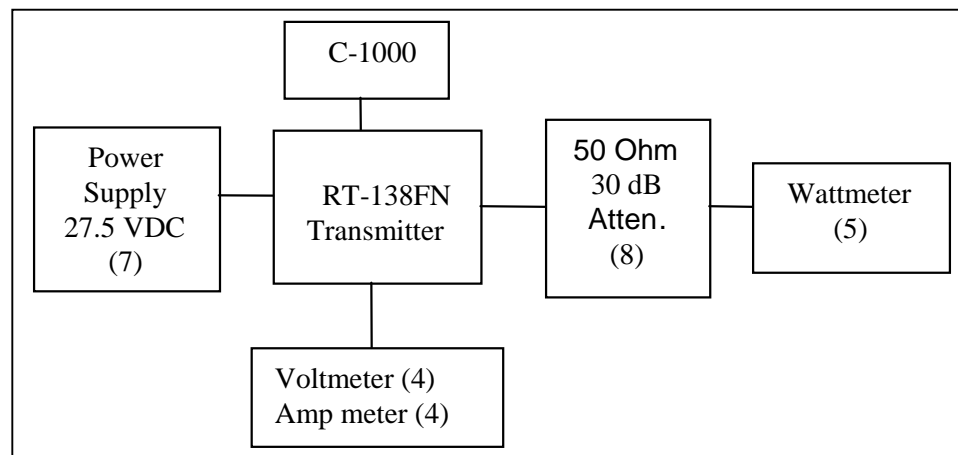 C-1000
Power
Supply
27.5 VDC
(7)
RT-138FN
Transmitter
50 Ohm
30 dB
Atten.
(8)
Wattmeter
(5)
Voltmeter (4)
Amp meter (4)